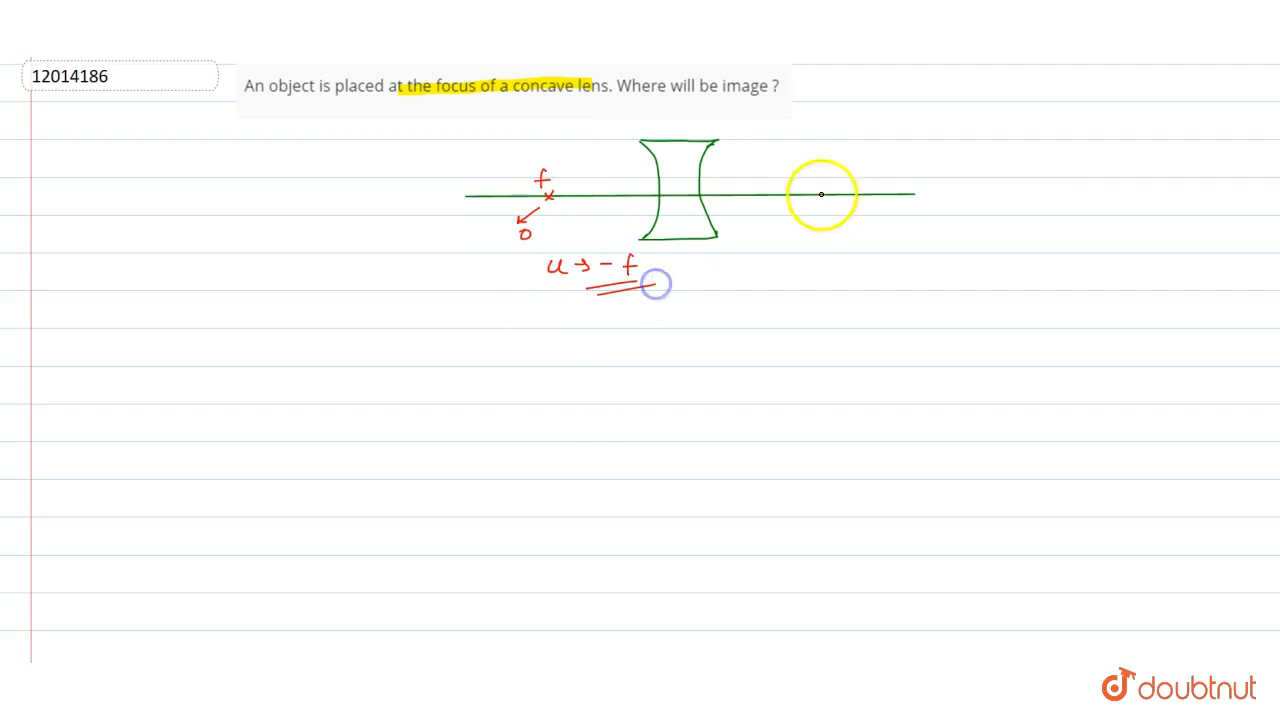 12014186
An object is placed at the focus of a concave lens. Where will be image ?
f
O
u → - f
doubtnut